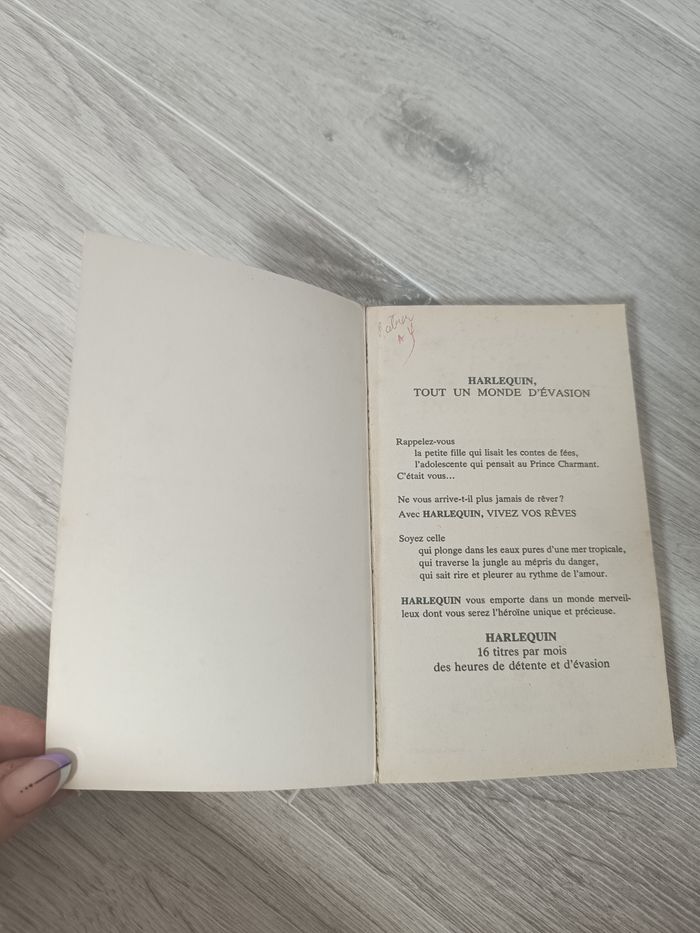 HARLEQUIN,
TOUT UN MONDE D'ÉVASION
Rappelez-vous
la petite fille qui lisait les contes de fées,
l'adolescente qui pensait au Prince Charmant.
C'était vous...
Ne vous arrive-t-il plus jamais de rêver ?
Avec HARLEQUIN, VIVEZ VOS RÊVES
Soyez celle
qui plonge dans les eaux pures d'une mer tropicale,
qui traverse la jungle au mépris du danger,
qui sait rire et pleurer au rythme de l'amour.
HARLEQUIN vous emporte dans un monde merveil-
leux dont vous serez l'héroïne unique et précieuse.
HARLEQUIN
16 titres par mois
des heures de détente et d'évasion